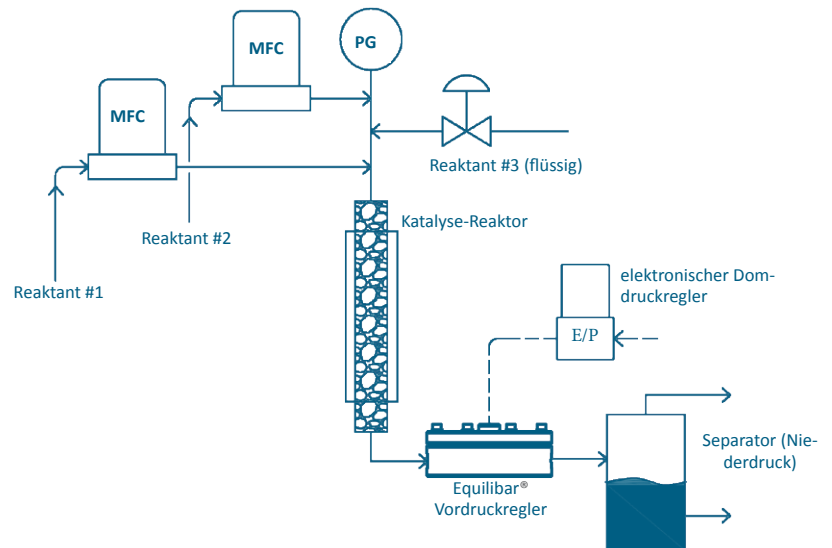 MFC
PG
MFC
Reaktant #3 (flüssig)
Reaktant #2
Katalyse-Reaktor
Reaktant #1
elektronischer Dom-
druckregler
E/P
Separator (Nie-
derdruck)
Equilibar®
Vordruckregler